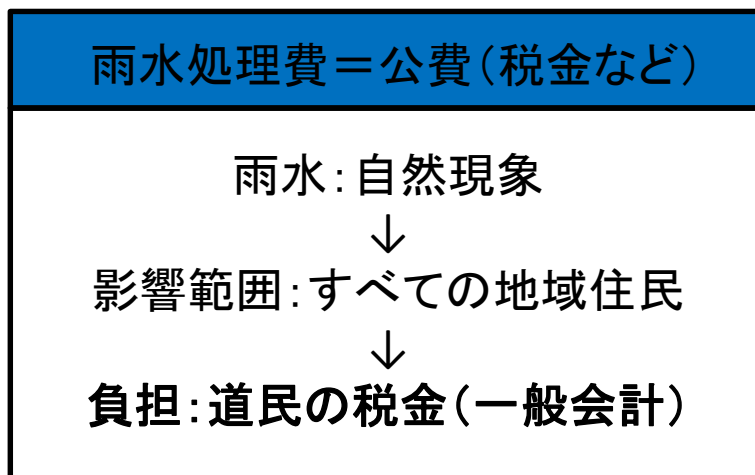 雨水処理費＝公費（税金など）
雨水：自然現象
↓
影響範囲：すべての地域住民
↓
負担：道民の税金（一般会計）